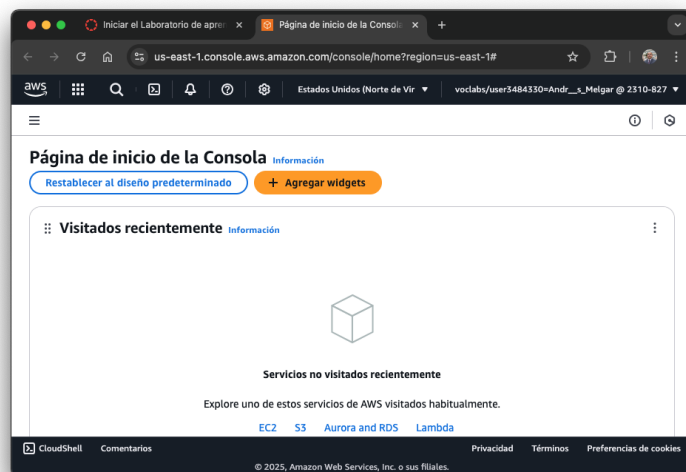 Iniciar el Laboratorio de apren
Página de inicio de la Consola
us-east-1.console.aws.amazon.com/console/home?region=us-east-1#
aws
Estados Unidos (Norte de Vir
voclabs/user3484330=Andr__s_Melgar @ 2310-827
Página de inicio de la Consola Información
Restablecer al diseño predeterminado
+ Agregar widgets
Visitados recientemente Información
Servicios no visitados recientemente
Explore uno de estos servicios de AWS visitados habitualmente.
EC2 S3 Aurora and RDS Lambda
CloudShell Comentarios Privacidad Términos Preferencias de cookies
© 2025, Amazon Web Services, Inc. o sus filiales.